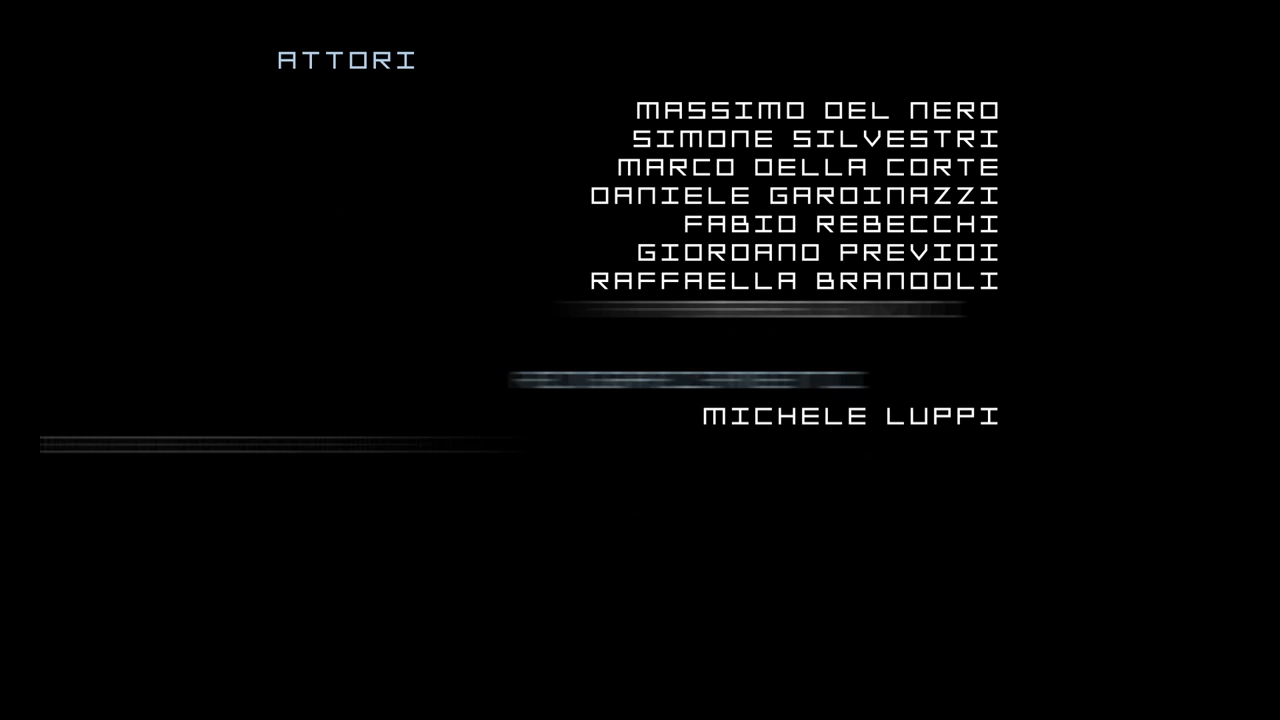 ATTORI
MASSIMO DEL NERO
SIMONE SILVESTRI
MARCO DELLA CORTE
DANIELE GARDINAZZI
FABIO REBECCHI
GIORDANO PREVIDI
RAFFAELLA BRANDOLI
MICHELE LUPPI